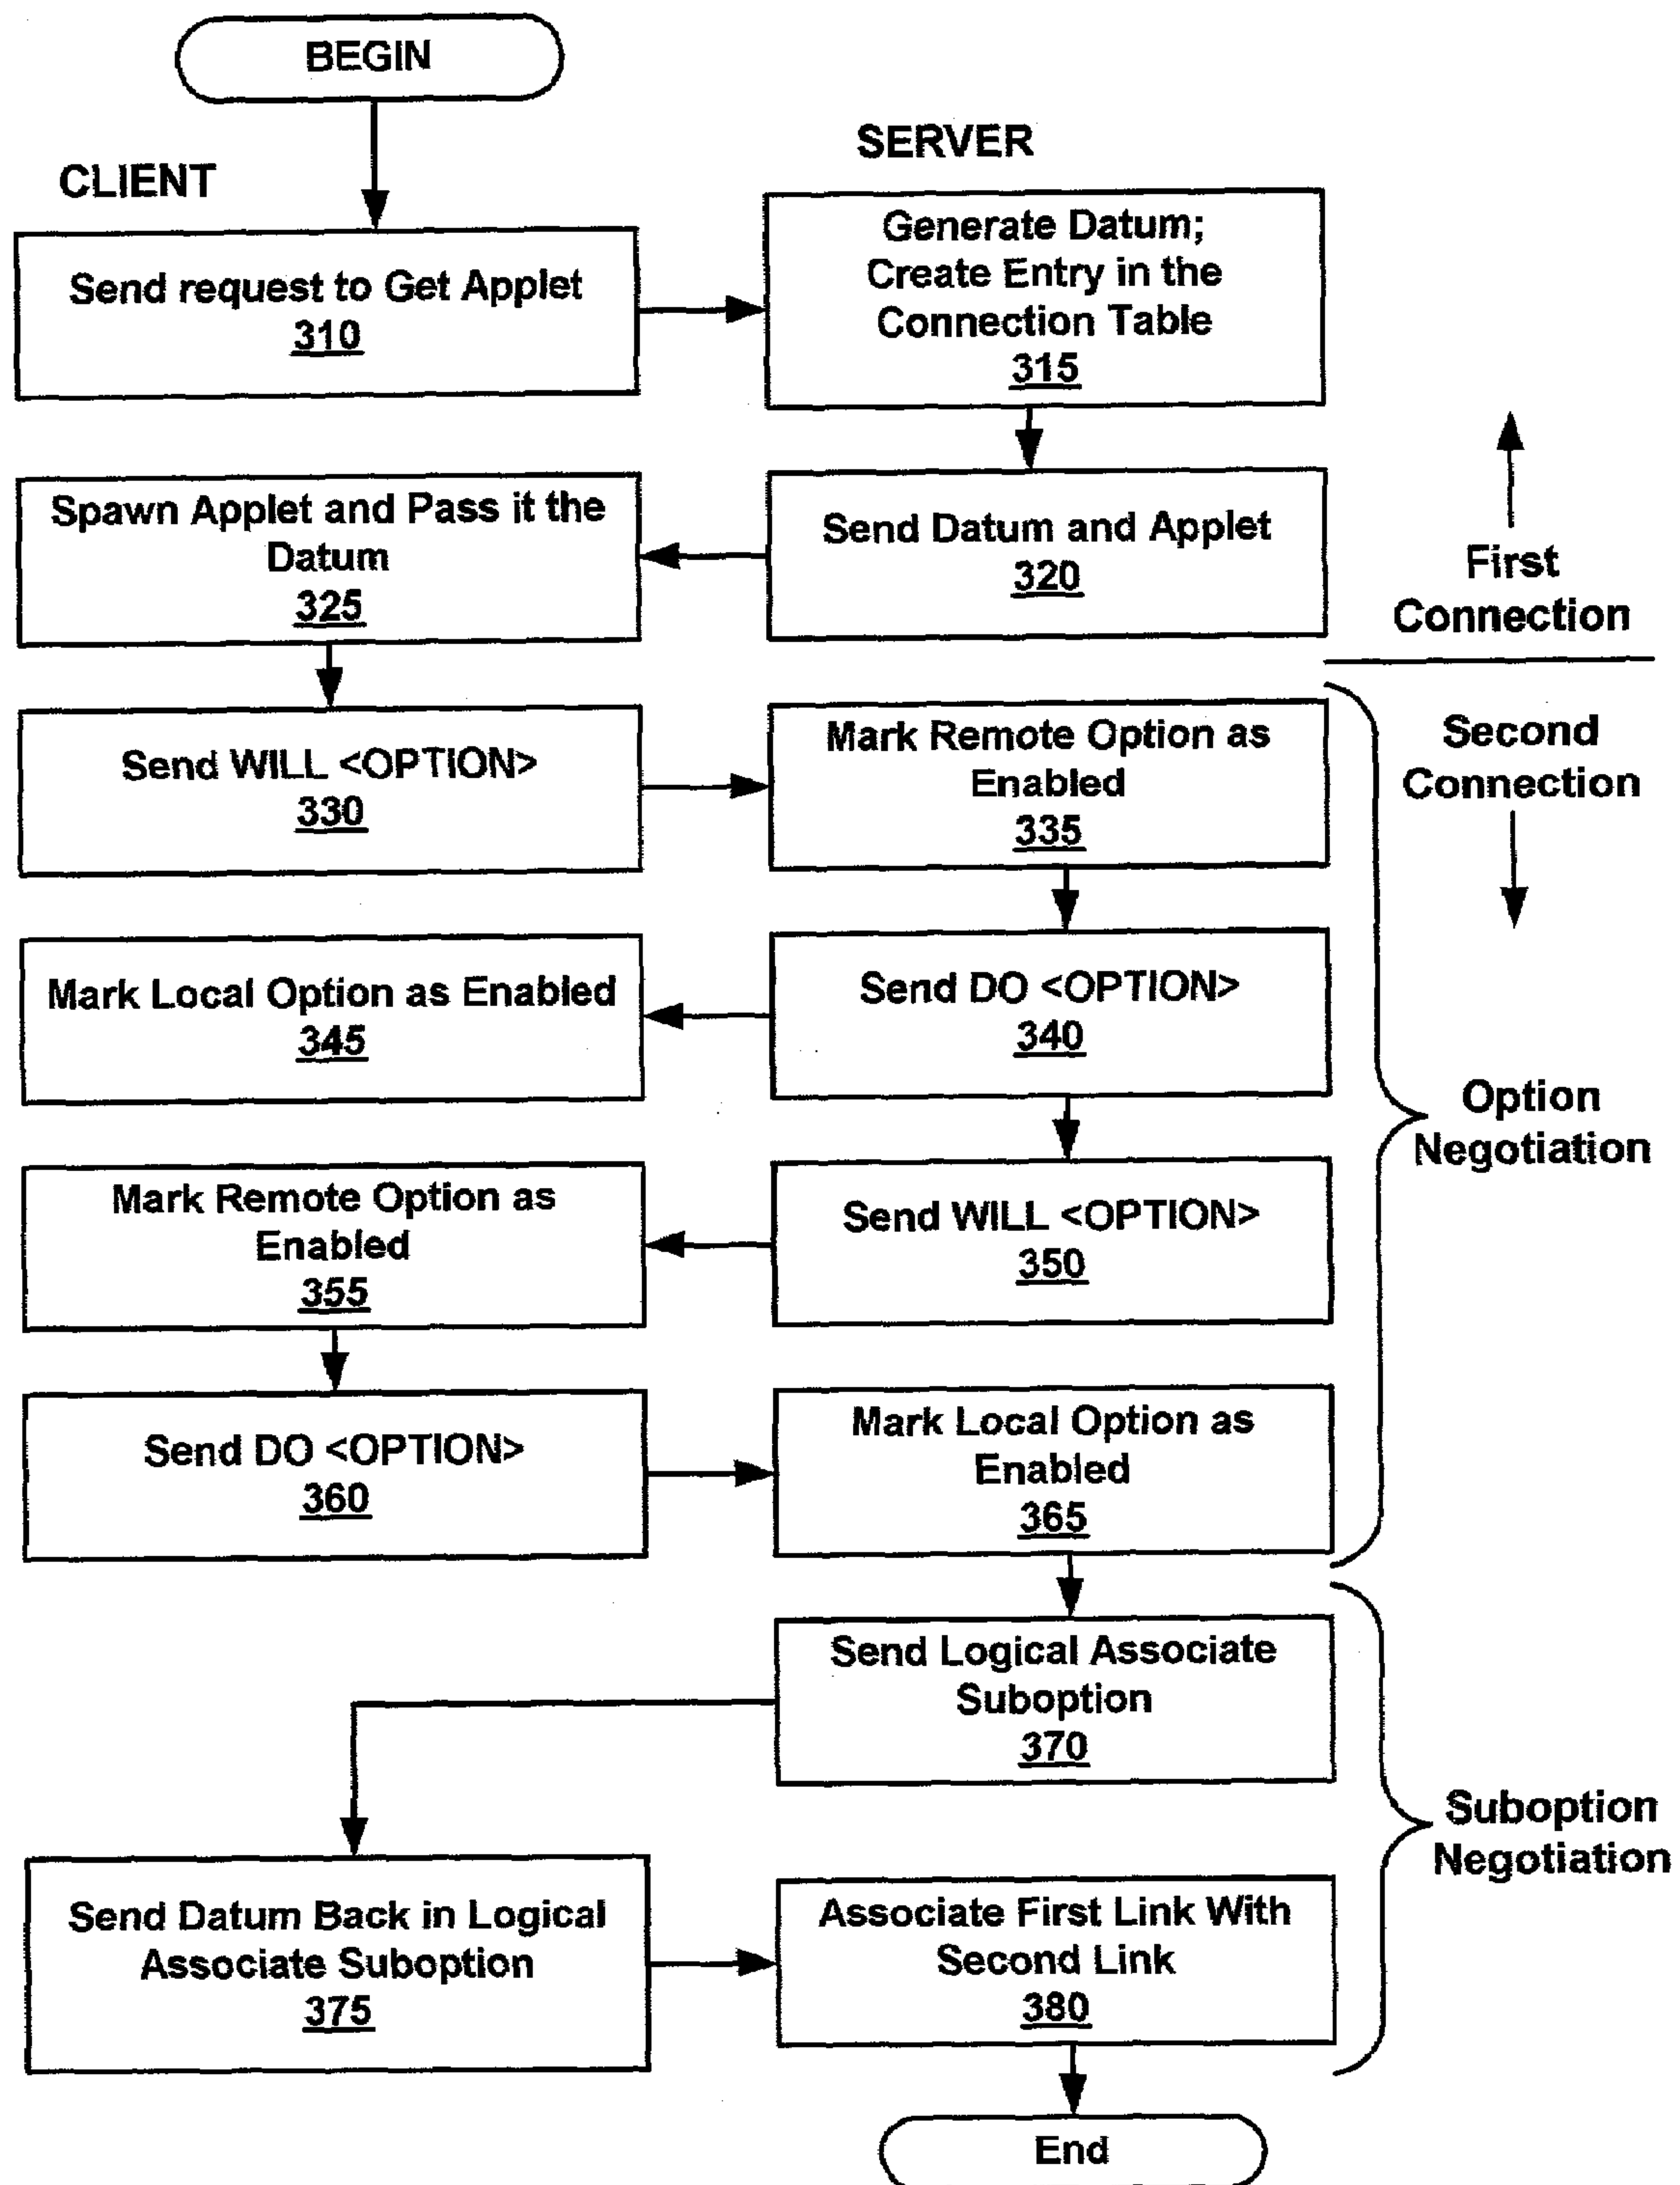 BEGIN
CLIENT
SERVER
Send request to Get Applet
310
Generate Datum;
Create Entry in the
Connection Table
315
Spawn Applet and Pass it the
Datum
325
Send Datum and Applet
320
First
Connection
Send WILL <OPTION>
330
Mark Remote Option as
Enabled
335
Second
Connection
Mark Local Option as Enabled
345
Send DO <OPTION>
340
Option
Negotiation
Mark Remote Option as
Enabled
355
Send WILL <OPTION>
350
Send DO <OPTION>
360
Mark Local Option as
Enabled
365
Send Logical Associate
Suboption
370
Suboption
Negotiation
Send Datum Back in Logical
Associate Suboption
375
Associate First Link With
Second Link
380
End